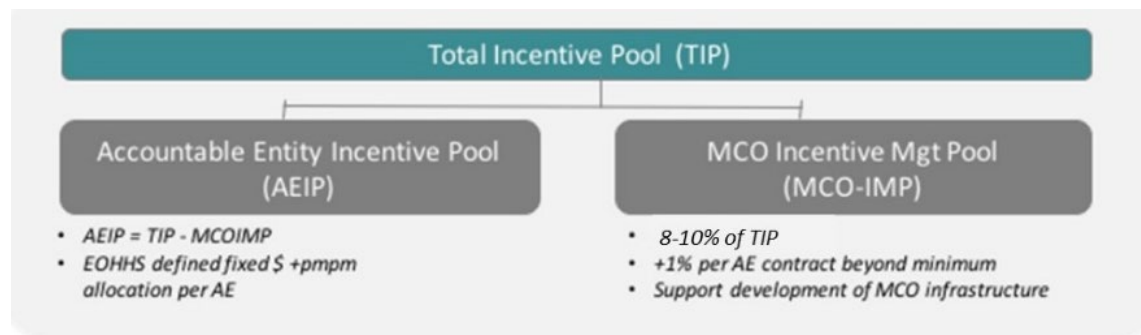 Total Incentive Pool (TIP)
Accountable Entity Incentive Pool
(AEIP)
• AEIP = TIP - MCOIMP
• EOHHS defined fixed $ +pmpm
allocation per AE
MCO Incentive Mgt Pool
(MCO-IMP)
• 8-10% of TIP
• +1% per AE contract beyond minimum
• Support development of MCO infrastructure